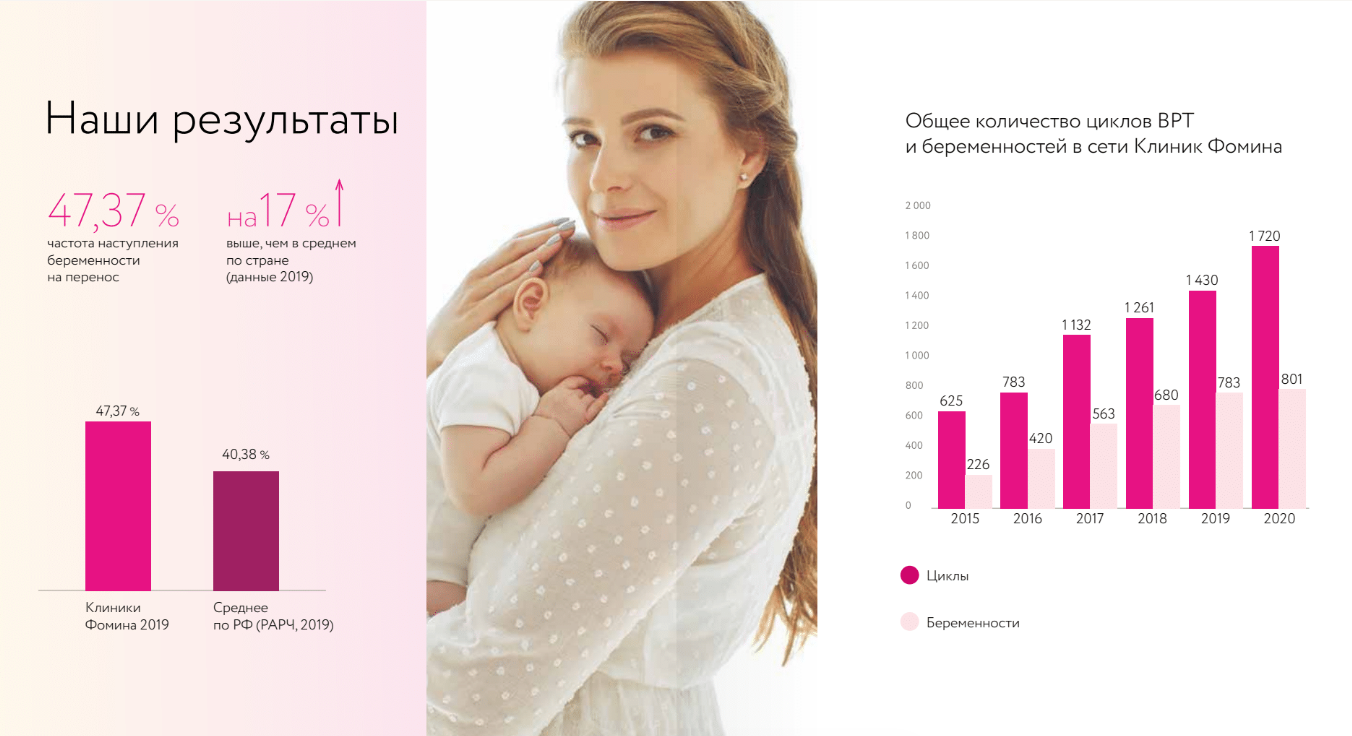 Наши результаты
47,37 %
частота наступления
беременности
на перенос
на 17 %
выше, чем в среднем
по стране
(данные 2019)
47,37 %
40,38 %
Клиники
Фомина 2019
Среднее
по РФ (РАРЧ, 2019)
Общее количество циклов ВРТ
и беременностей в сети Клиник Фомина
2 000
1 800
1 600
1 400
1 200
1 000
800
600
400
200
0
625
226
783
420
1 132
563
1 261
680
1 430
783
1 720
801
2015
2016
2017
2018
2019
2020
Циклы
Беременности